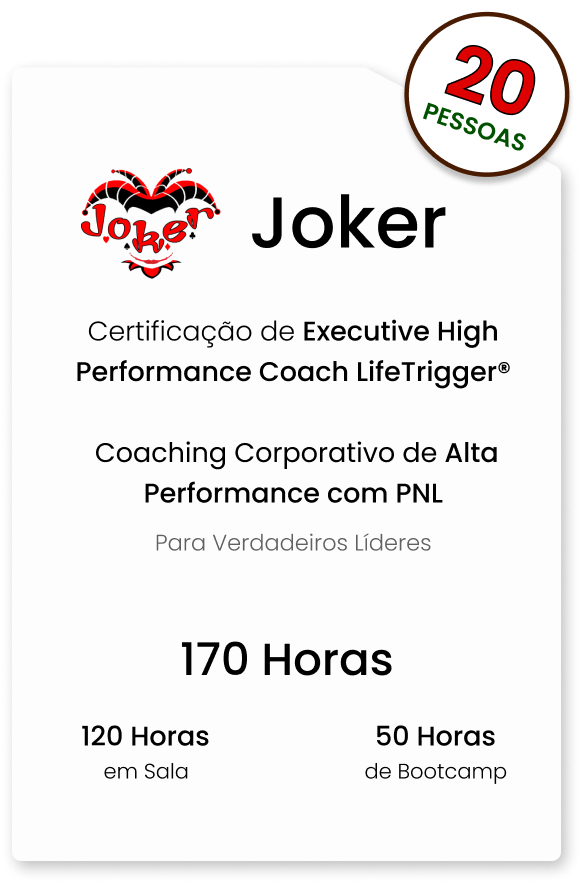 20
PESSOAS
Joker
Joker
Certificação de Executive High
Performance Coach LifeTrigger®
Coaching Corporativo de Alta
Performance com PNL
Para Verdadeiros Líderes
170 Horas
120 Horas
em Sala
50 Horas
de Bootcamp